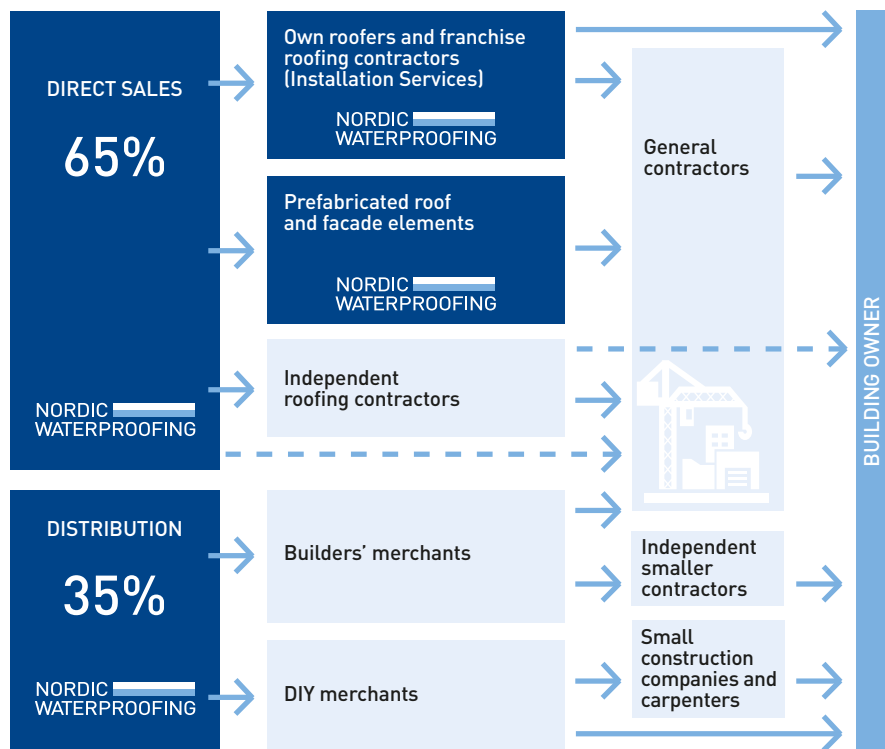 DIRECT SALES
65%
NORDIC
WATERPROOFING
Own roofers and franchise
roofing contractors
(Installation Services)
NORDIC
WATERPROOFING
Prefabricated roof
and facade elements
NORDIC
WATERPROOFING
Independent
roofing contractors
General
contractors
DISTRIBUTION
35%
NORDIC
WATERPROOFING
Builders’ merchants
DIY merchants
Independent
smaller
contractors
Small
construction
companies and
carpenters
BUILDING OWNER